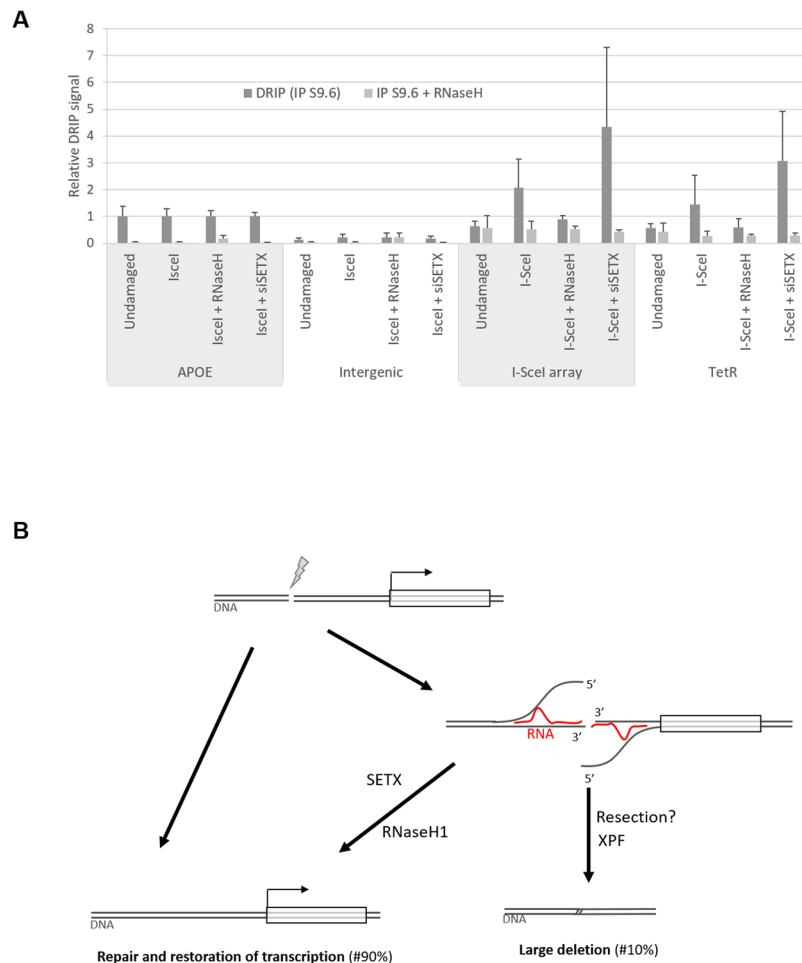 A
Relative DRIP signal
8
7
6
5
4
3
2
1
0
DRIP (IP S9.6) IP S9.6 + RNaseH
Undamaged
IsceI
IsceI + RNaseH
IsceI + siSETX
Undamaged
IsceI
IsceI + RNaseH
IsceI + siSETX
Undamaged
I-SceI
I-SceI + RNaseH
I-SceI + siSETX
Undamaged
I-SceI
I-SceI + RNaseH
I-SceI + siSETX
APOE Intergenic I-SceI array TetR
B
DNA
5’
3’
RNA
3’
5’
SETX
RNaseH1
Resection?
XPF
DNA
DNA
Repair and restoration of transcription (#90%)
Large deletion (#10%)